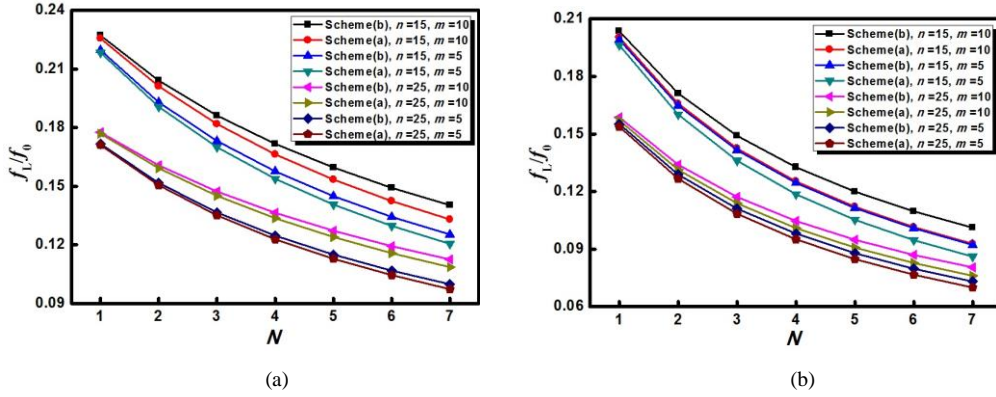 (a)
0.24
0.21
0.18
0.15
0.12
0.09
f_L/f_0
1 2 3 4 5 6 7
N
Scheme(b), n=15, m=10
Scheme(a), n=15, m=10
Scheme(b), n=15, m=5
Scheme(a), n=15, m=5
Scheme(b), n=25, m=10
Scheme(a), n=25, m=10
Scheme(b), n=25, m=5
Scheme(a), n=25, m=5
(a)
(b)
0.21
0.18
0.15
0.12
0.09
0.06
f_L/f_0
1 2 3 4 5 6 7
N
Scheme(b), n=15, m=10
Scheme(a), n=15, m=10
Scheme(b), n=15, m=5
Scheme(a), n=15, m=5
Scheme(b), n=25, m=10
Scheme(a), n=25, m=10
Scheme(b), n=25, m=5
Scheme(a), n=25, m=5
(b)